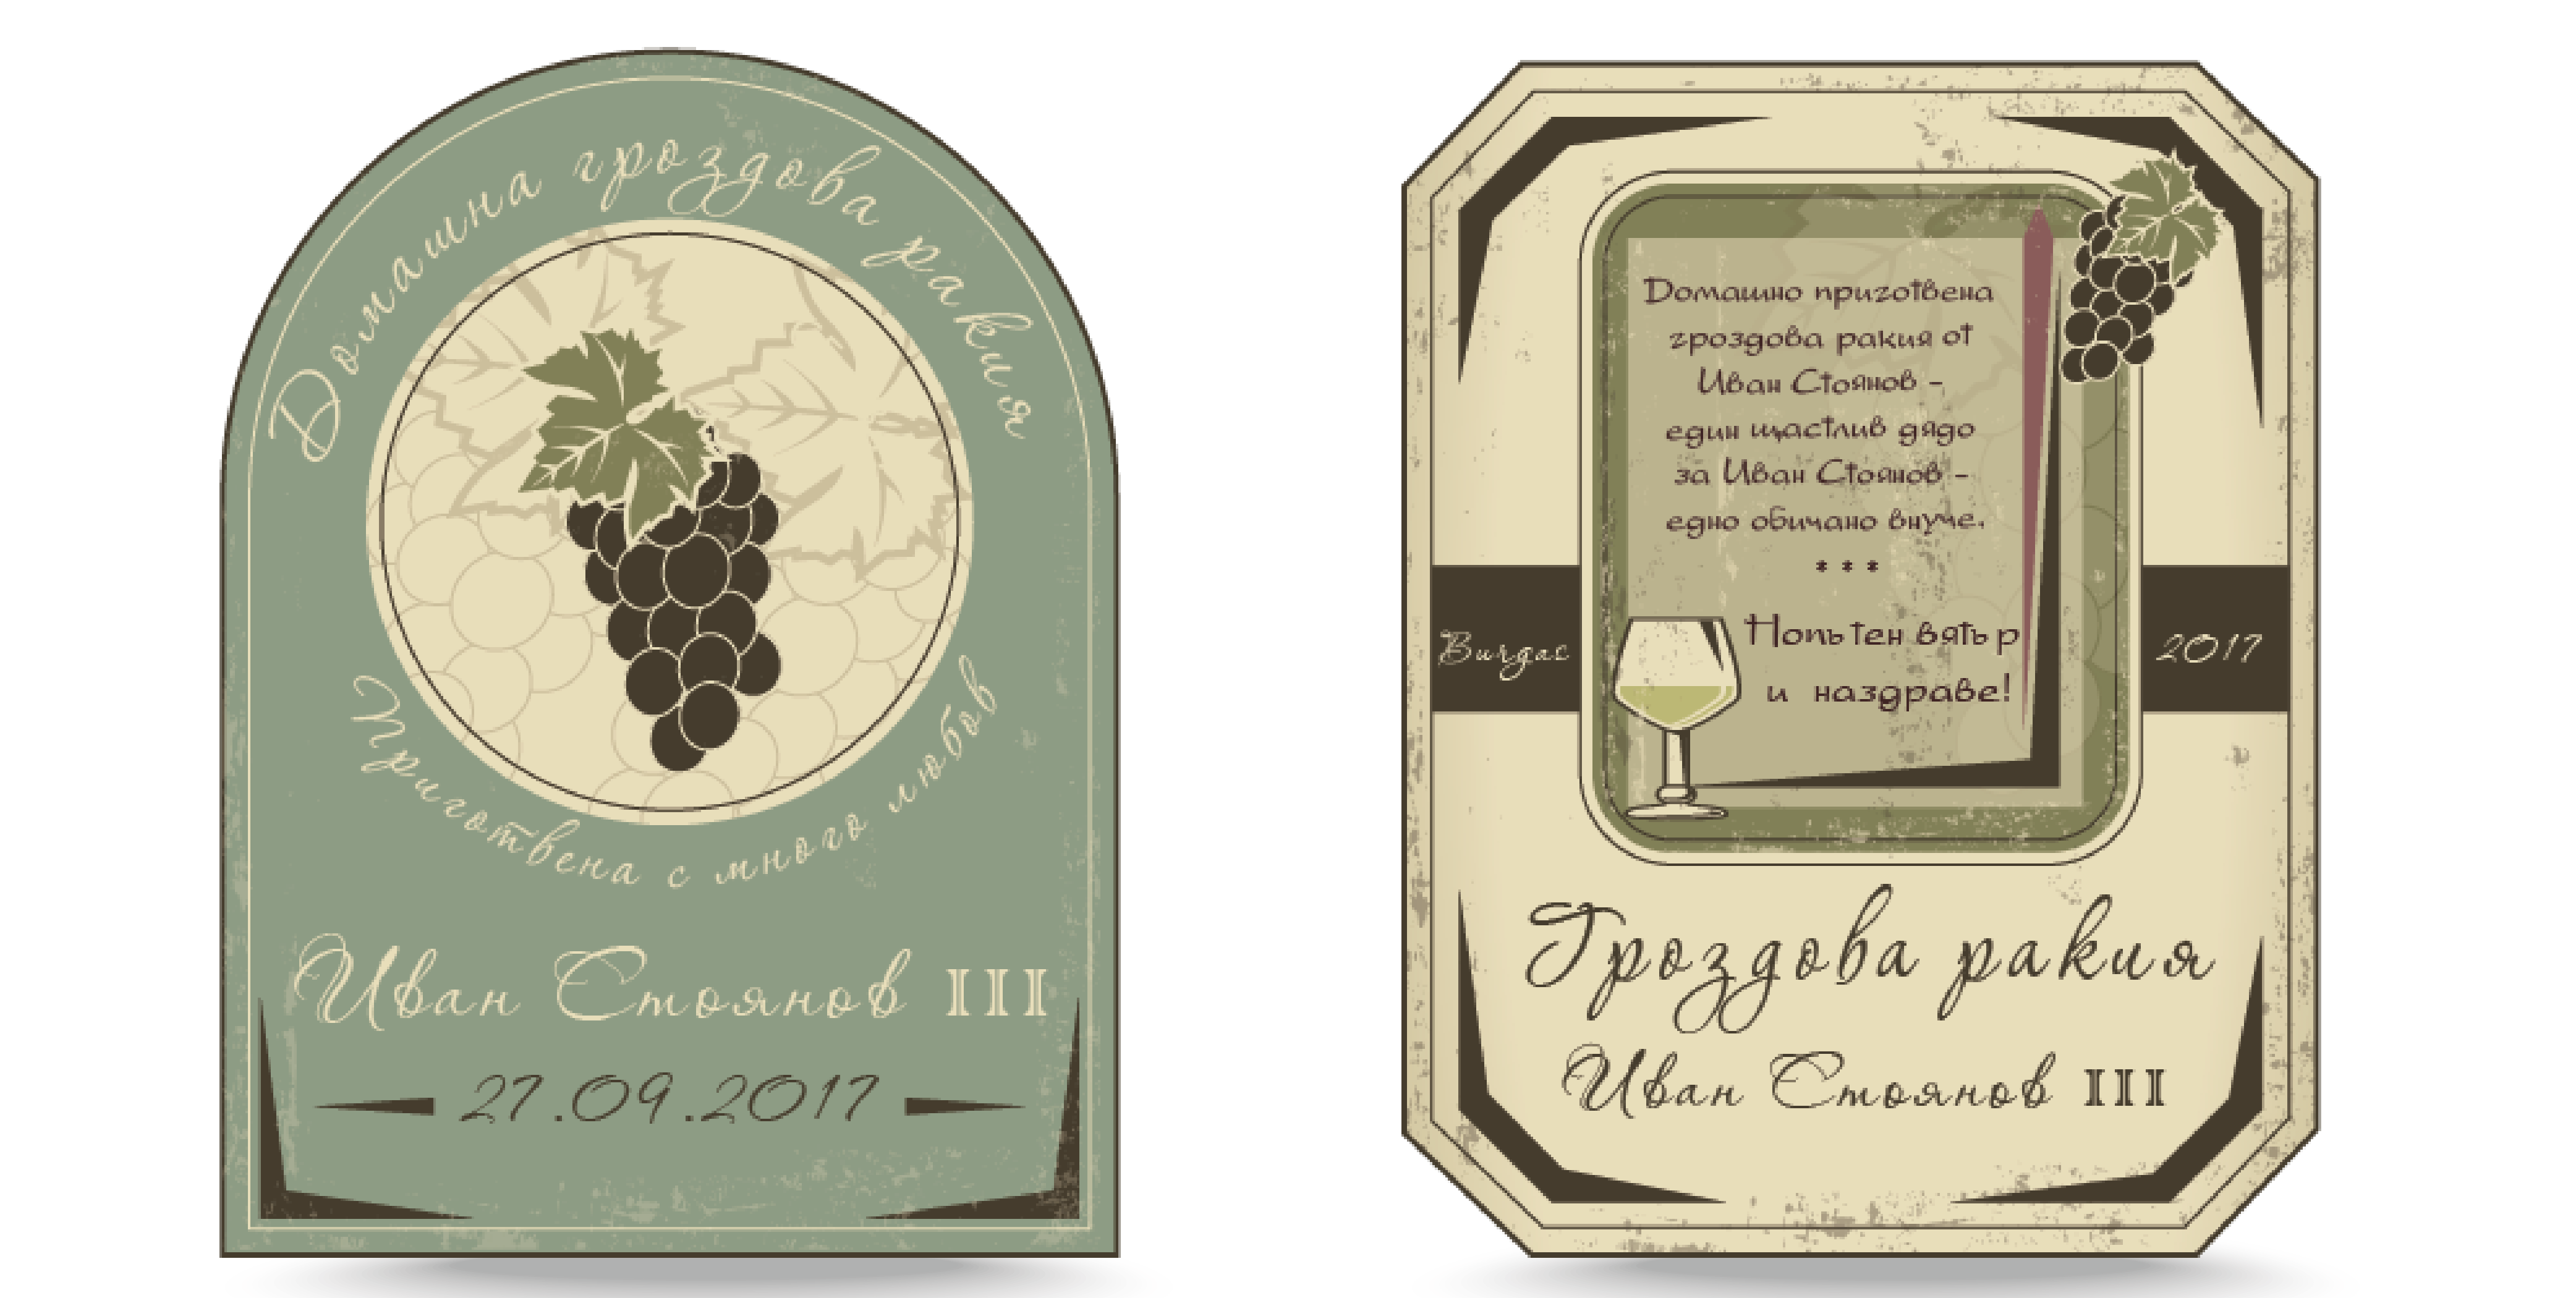 Домашна гроздова ракия
Приготвена с много любов
Иван Стоянов III
27.09.2017
Домашно приготвена
гроздова ракия от
Иван Стоянов -
един щастлив дядо
за Иван Стоянов -
едно обичано внуче.
* * *
Попътен вятър
и наздраве!
Burgas
2017
Гроздова ракия
Иван Стоянов III